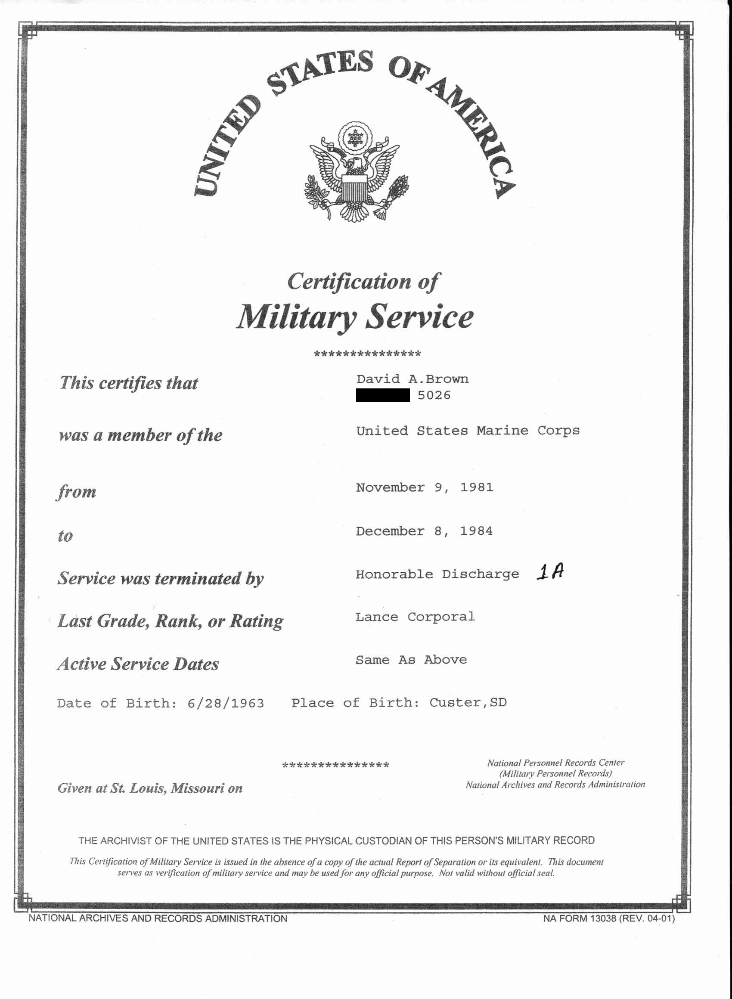 UNITED STATES OF AMERICA
Certification of
Military Service
***************
This certifies that David A.Brown
5026
was a member of the United States Marine Corps
from November 9, 1981
to December 8, 1984
Service was terminated by Honorable Discharge 1A
Last Grade, Rank, or Rating Lance Corporal
Active Service Dates Same As Above
Date of Birth: 6/28/1963 Place of Birth: Custer,SD
***************
National Personnel Records Center
(Military Personnel Records)
National Archives and Records Administration
Given at St. Louis, Missouri on
THE ARCHIVIST OF THE UNITED STATES IS THE PHYSICAL CUSTODIAN OF THIS PERSON'S MILITARY RECORD
This Certification of Military Service is issued in the absence of a copy of the actual Report of Separation or its equivalent. This document
serves as verification of military service and may be used for any official purpose. Not valid without official seal.
NATIONAL ARCHIVES AND RECORDS ADMINISTRATION NA FORM 13038 (REV. 04-01)